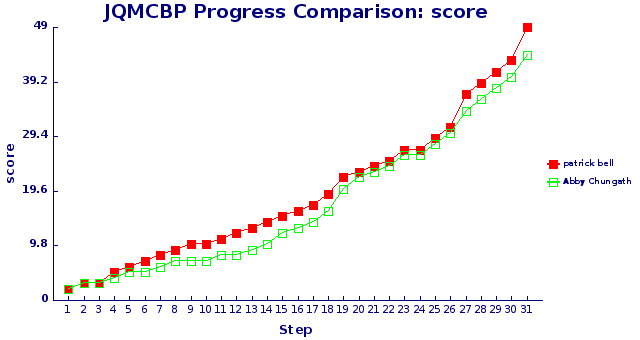 JQMCBP Progress Comparison: score
49
39.2
29.4
19.6
9.8
0
score
1 2 3 4 5 6 7 8 9 10 11 12 13 14 15 16 17 18 19 20 21 22 23 24 25 26 27 28 29 30 31
Step
patrick bell
Abby Chungath